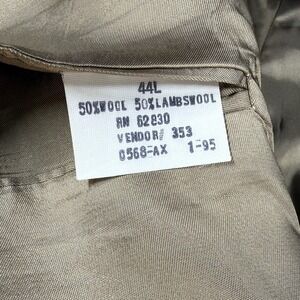 44L
50%WOOL 50%LAMBSWOOL
RN 62830
VENDOR# 353
0568-AX 1-95